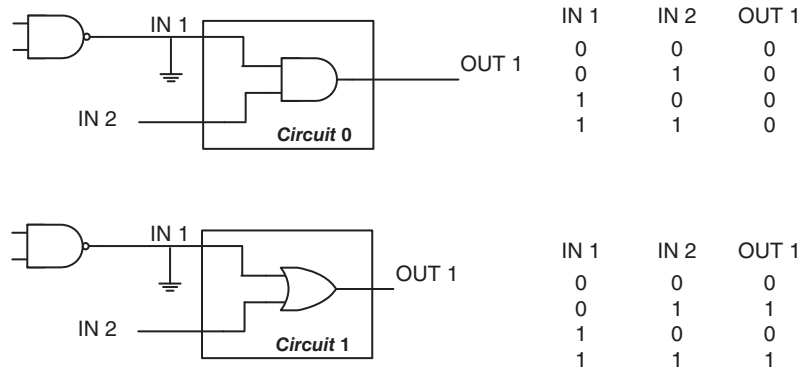 IN 1
OUT 1
IN 2
Circuit 0
IN 1 IN 2 OUT 1
0 0 0
0 1 0
1 0 0
1 1 0
IN 1
OUT 1
IN 2
Circuit 1
IN 1 IN 2 OUT 1
0 0 0
0 1 1
1 0 0
1 1 1